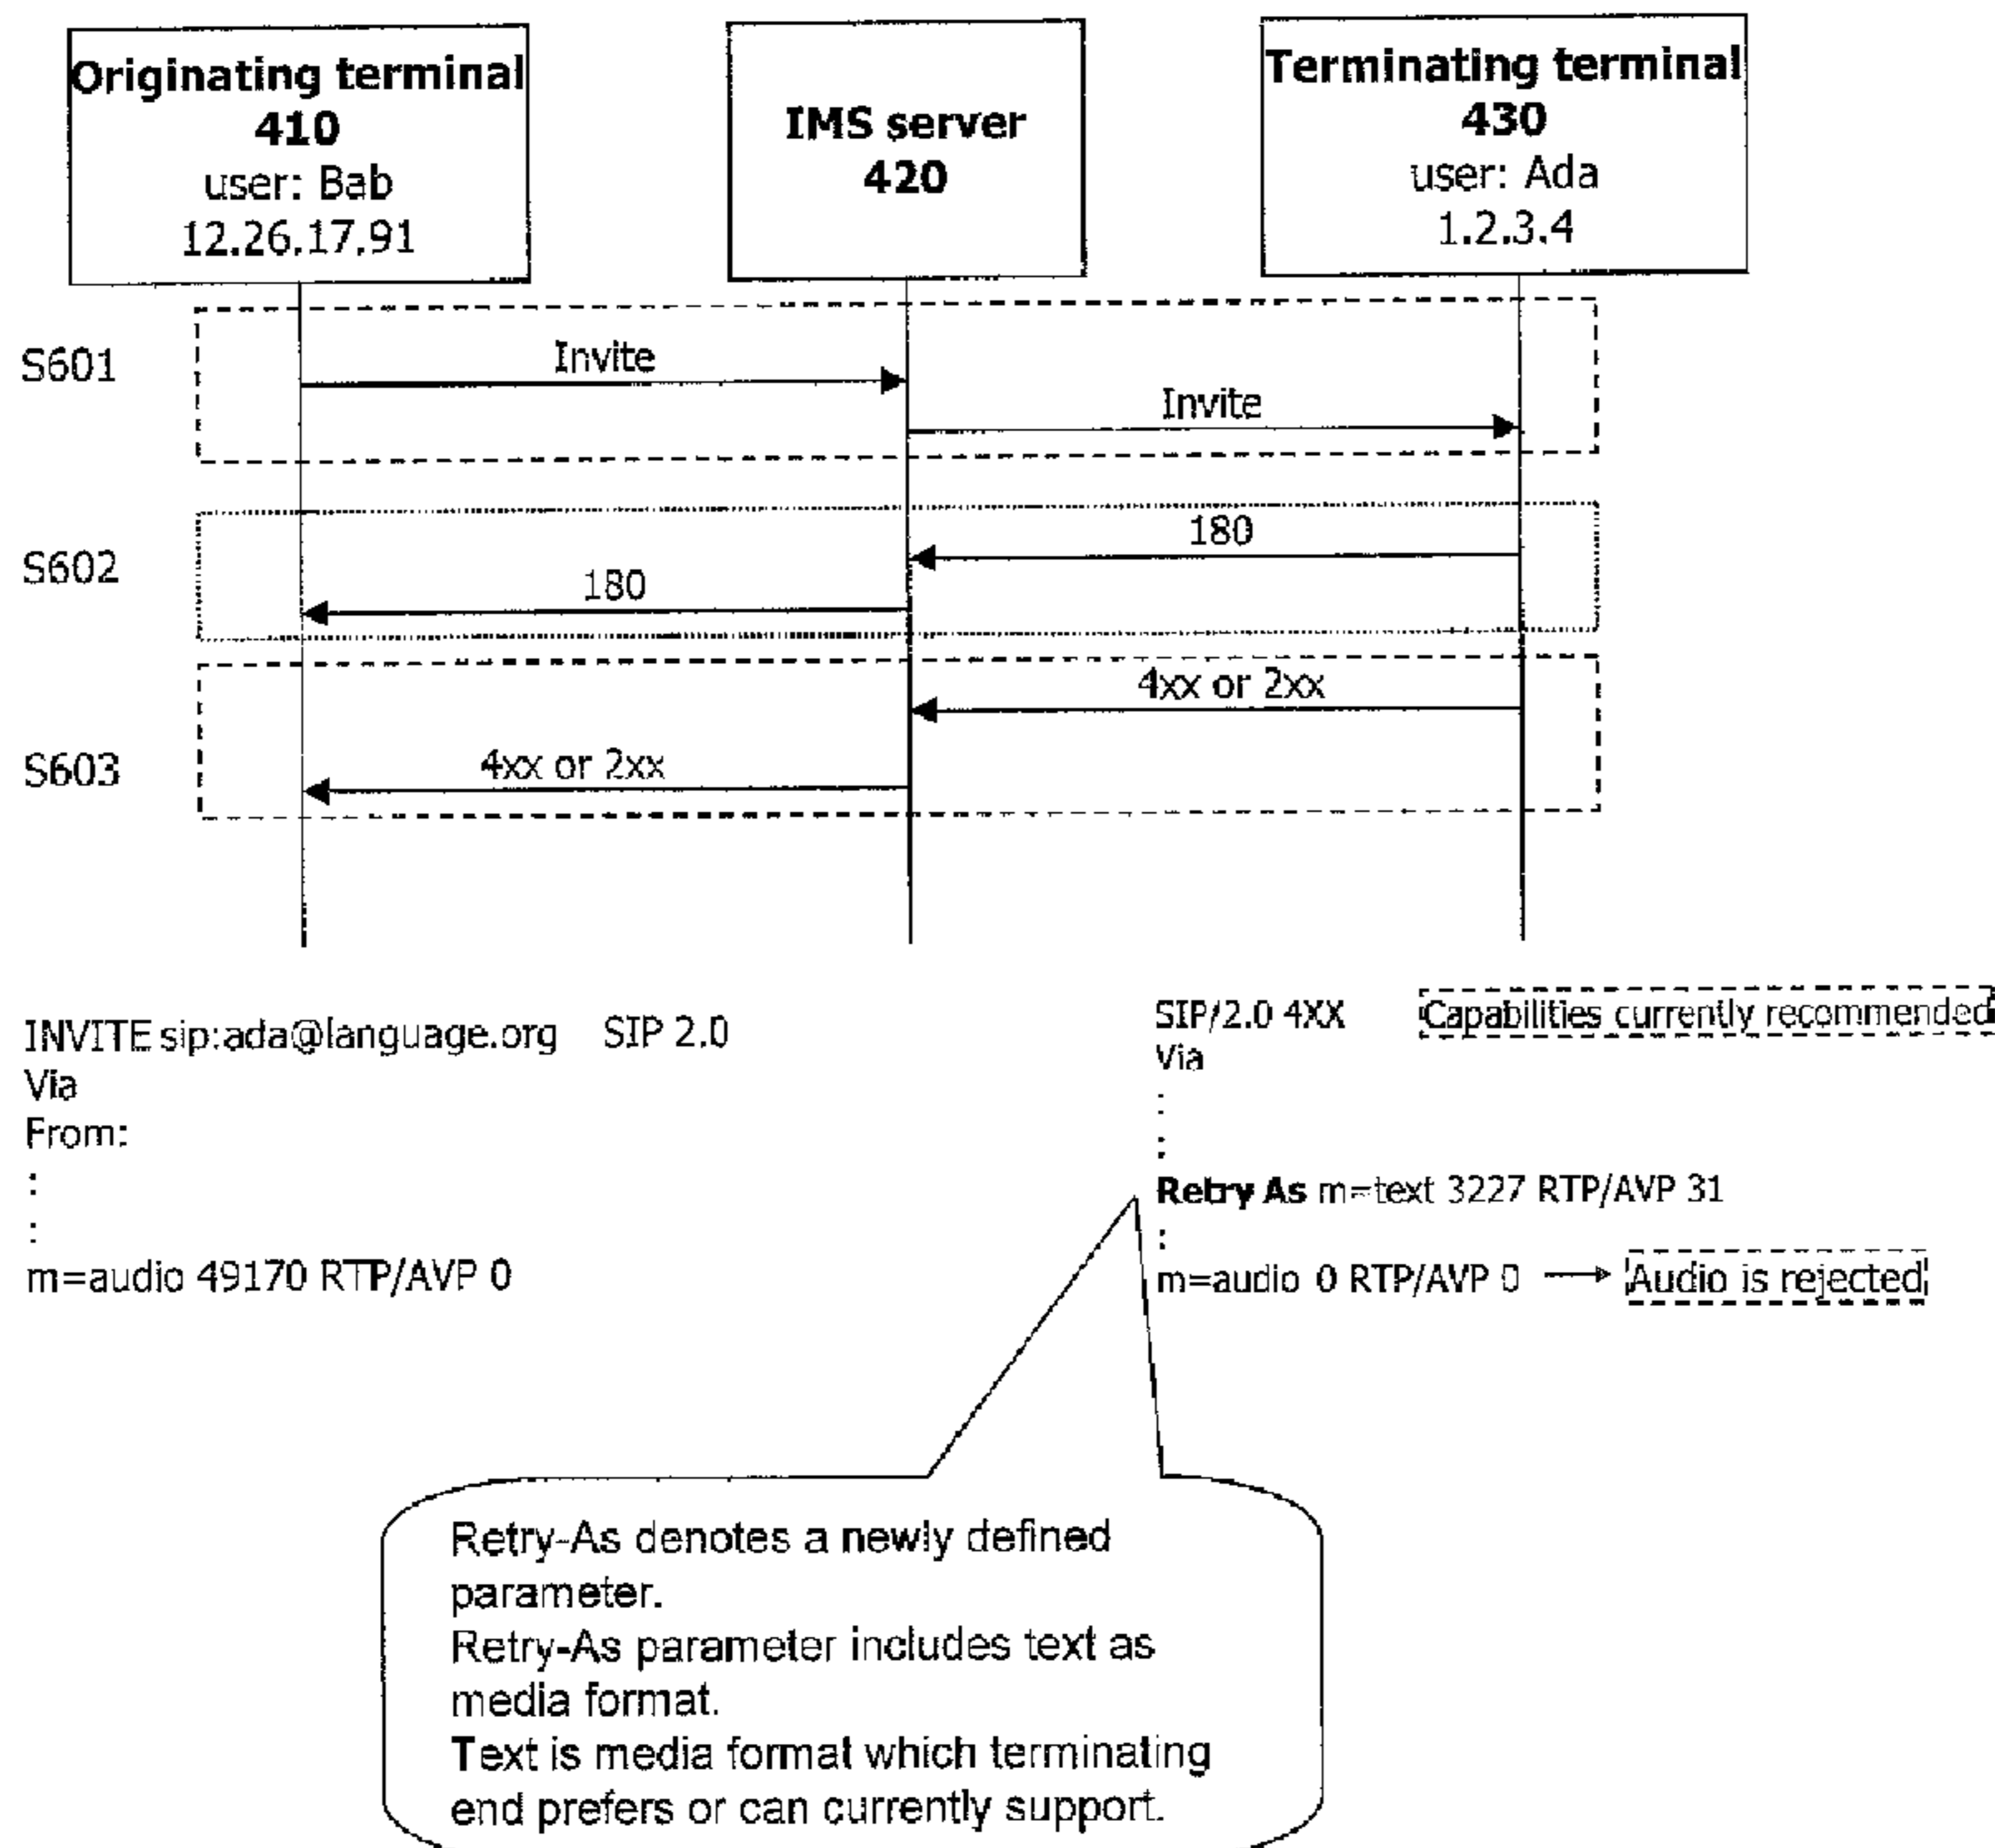 Originating terminal
410
user: Bab
12.26.17.91
IMS server
420
Terminating terminal
430
user: Ada
1.2.3.4
S601
Invite
Invite
S602
180
180
S603
4xx or 2xx
4xx or 2xx
INVITE sip:ada@language.org SIP 2.0
Via
From:
:
:
m=audio 49170 RTP/AVP 0
SIP/2.0 4XX Capabilities currently recommended
Via
:
:
Retry As m=text 3227 RTP/AVP 31
:
m=audio 0 RTP/AVP 0 Audio is rejected
Retry-As denotes a newly defined
parameter.
Retry-As parameter includes text as
media format.
Text is media format which terminating
end prefers or can currently support.